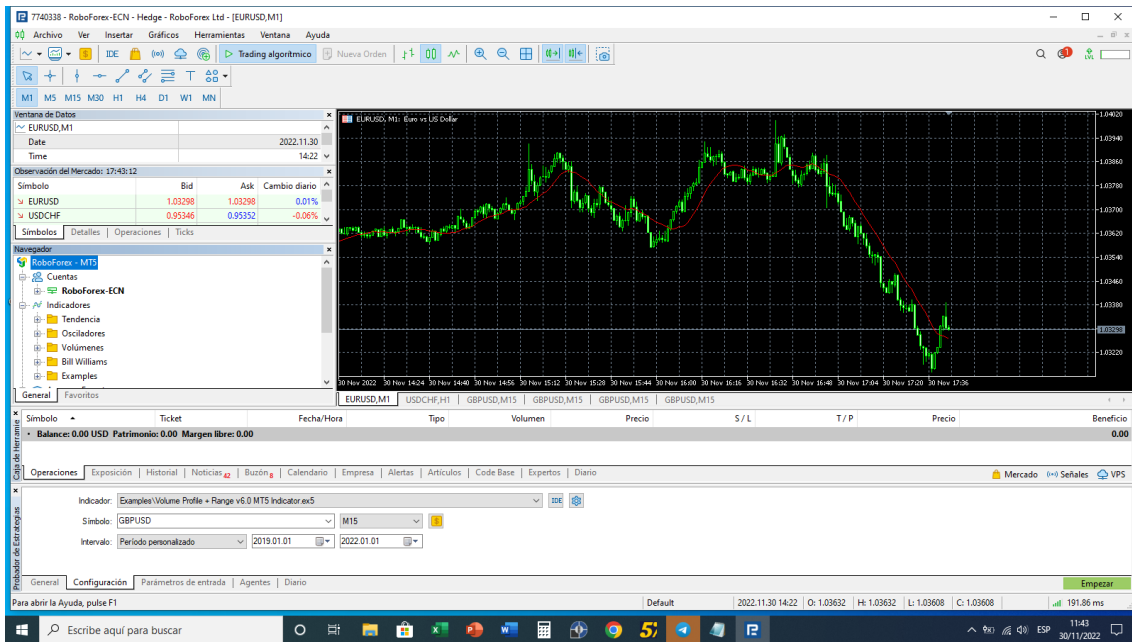 7740338 - RoboForex-ECN - Hedge - RoboForex Ltd - [EURUSD,M1]
Archivo Ver Insertar Gráficos Herramientas Ventana Ayuda
IDE Trading algorítmico Nueva Orden 1 LVL
M1 M5 M15 M30 H1 H4 D1 W1 MN
Ventana de Datos
EURUSD,M1
Date 2022.11.30
Time 14:22
Observación del Mercado: 17:43:12
Símbolo Bid Ask Cambio diario
EURUSD 1.03298 1.03298 0.01%
USDCHF 0.95346 0.95352 -0.06%
Símbolos Detalles Operaciones Ticks
Navegador
RoboForex - MT5
Cuentas
RoboForex-ECN
Indicadores
Tendencia
Osciladores
Volúmenes
Bill Williams
Examples
General Favoritos
EURUSD, M1: Euro vs US Dollar
1.04020
1.03940
1.03860
1.03780
1.03700
1.03620
1.03540
1.03460
1.03380
1.03298
1.03220
30 Nov 2022 30 Nov 14:24 30 Nov 14:40 30 Nov 14:56 30 Nov 15:12 30 Nov 15:28 30 Nov 15:44 30 Nov 16:00 30 Nov 16:16 30 Nov 16:32 30 Nov 16:48 30 Nov 17:04 30 Nov 17:20 30 Nov 17:36
EURUSD,M1 USDCHF,H1 GBPUSD,M15 GBPUSD,M15 GBPUSD,M15 GBPUSD,M15
Caja de Herramie
Símbolo Ticket Fecha/Hora Tipo Volumen Precio S / L T / P Precio Beneficio
Balance: 0.00 USD Patrimonio: 0.00 Margen libre: 0.00 0.00
Operaciones Exposición Historial Noticias 42 Buzón 8 Calendario Empresa Alertas Artículos Code Base Expertos Diario Mercado Señales VPS
Probador de Estrategias
Indicador: Examples\Volume Profile + Range v6.0 MT5 Indicator.ex5 IDE
Símbolo: GBPUSD M15
Intervalo: Período personalizado 2019.01.01 2022.01.01
General Configuración Parámetros de entrada Agentes Diario Empezar
Para abrir la Ayuda, pulse F1 Default 2022.11.30 14:22 O: 1.03632 H: 1.03632 L: 1.03608 C: 1.03608 191.86 ms
Escribe aquí para buscar ESP 11:43
30/11/2022